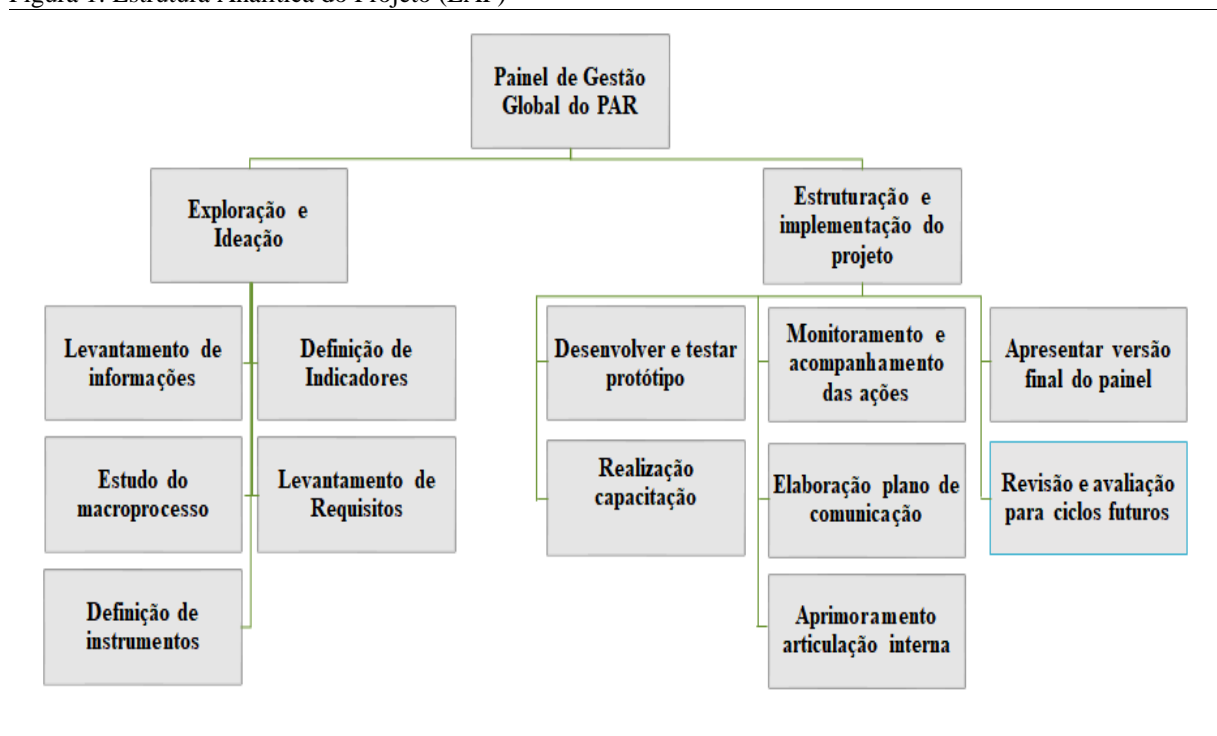 Figura 1. Estrutura Analítica do Projeto (EAP)
Painel de Gestão
Global do PAR
Exploração e
Ideação
Estruturação e
implementação do
projeto
Levantamento de
informações
Definição de
Indicadores
Desenvolver e testar
protótipo
Monitoramento e
acompanhamento
das ações
Apresentar versão
final do painel
Estudo do
macroprocesso
Levantamento de
Requisitos
Realização
capacitação
Elaboração plano de
comunicação
Revisão e avaliação
para ciclos futuros
Definição de
instrumentos
Aprimoramento
articulação interna